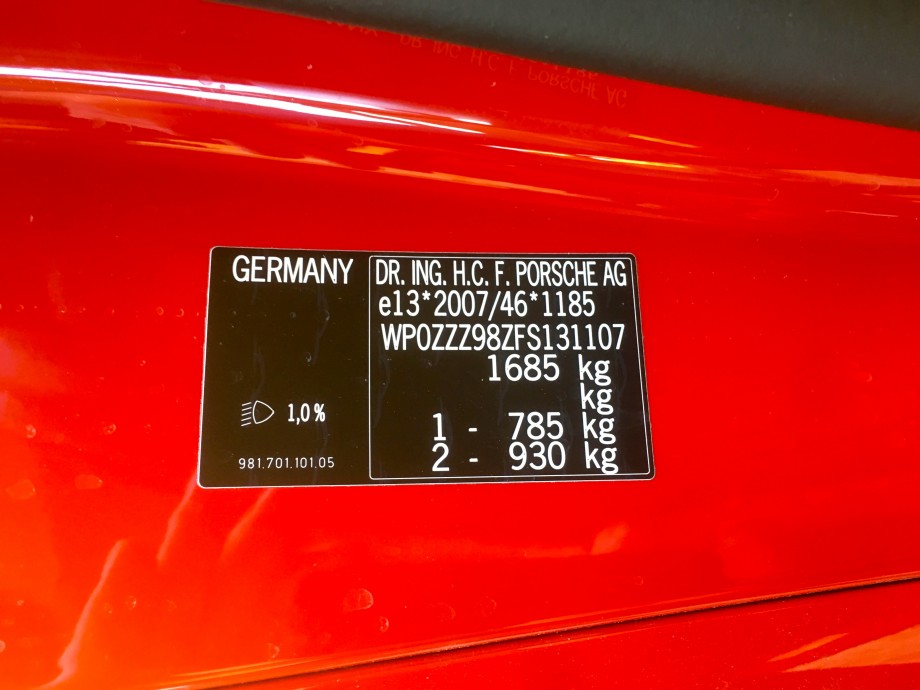 GERMANY
1,0%
981.701.101.05
DR. ING. H.C. F. PORSCHE AG
e13*2007/46*1185
WP0ZZZ98ZFS131107
1685 kg
kg
1 - 785 kg
2 - 930 kg